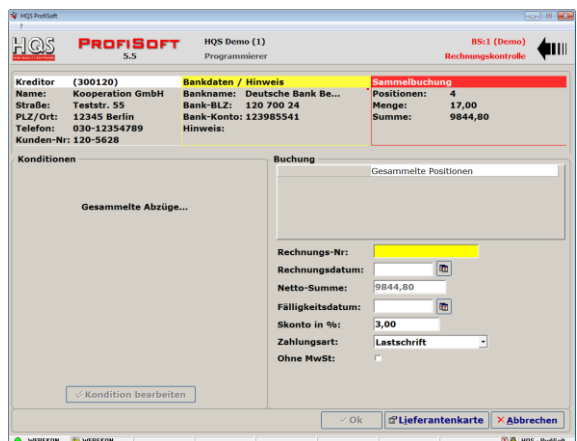 HQS ProfiSoft
?
HQS
PROFISOFT
5.5
HQS Demo (1)
Programmierer
BS:1 (Demo)
Rechnungskontrolle
Kreditor (300120)
Name: Kooperation GmbH
Straße: Teststr. 55
PLZ/Ort: 12345 Berlin
Telefon: 030-12354789
Kunden-Nr: 120-5628
Bankdaten / Hinweis
Bankname: Deutsche Bank Be...
Bank-BLZ: 120 700 24
Bank-Konto: 123985541
Hinweis:
Sammelbuchung
Positionen: 4
Menge: 17,00
Summe: 9844,80
Konditionen
Gesammelte Abzüge...
Kondition bearbeiten
Buchung
Gesammelte Positionen
Rechnungs-Nr:
Rechnungsdatum:
Netto-Summe: 9844,80
Fälligkeitsdatum:
Skonto in %: 3,00
Zahlungsart: Lastschrift
Ohne MwSt:
Ok
Lieferantenkarte
Abbrechen
HQS - ProfiSoft